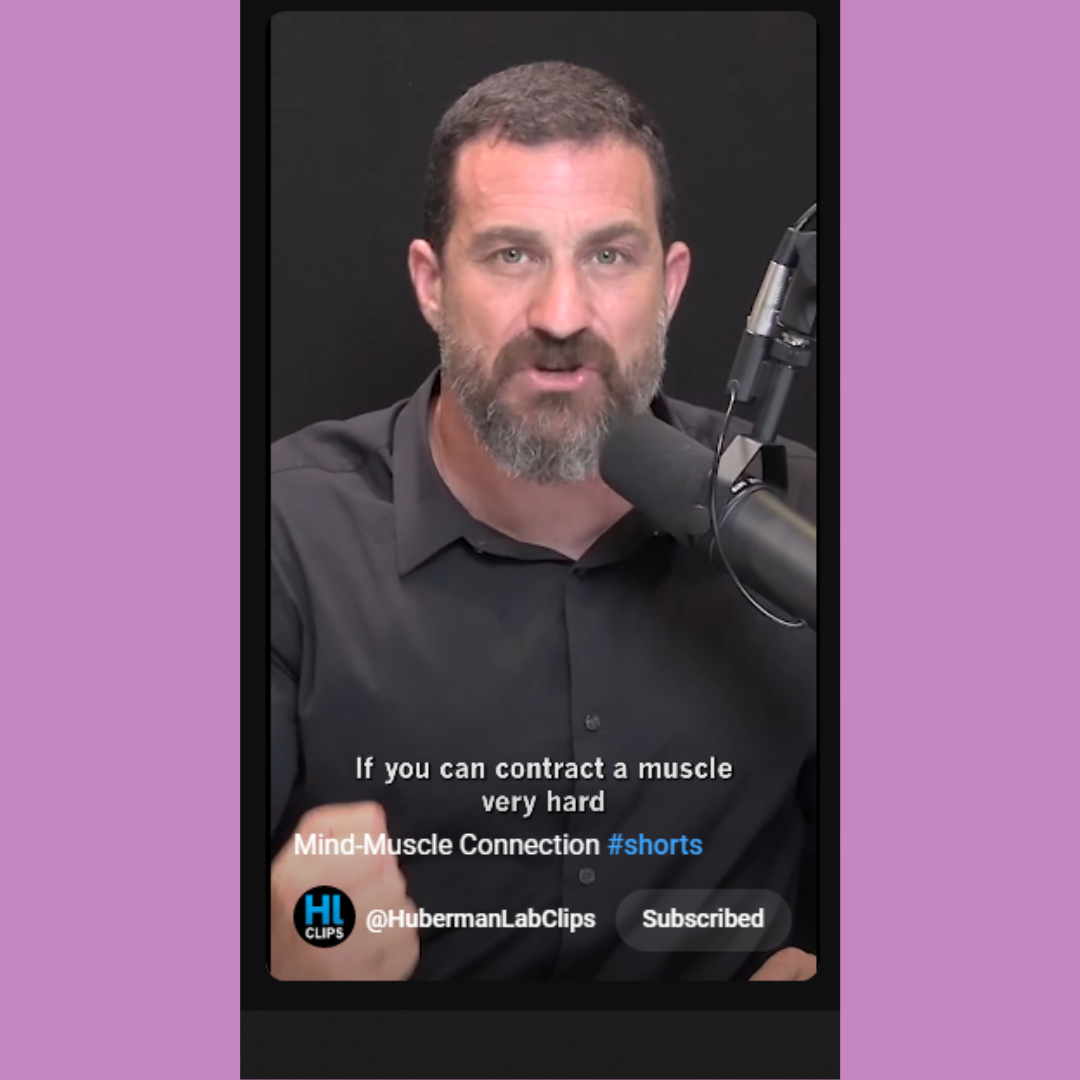 If you can contract a muscle
very hard
Mind-Muscle Connection #shorts
HL
CLIPS
@HubermanLabClips
Subscribed